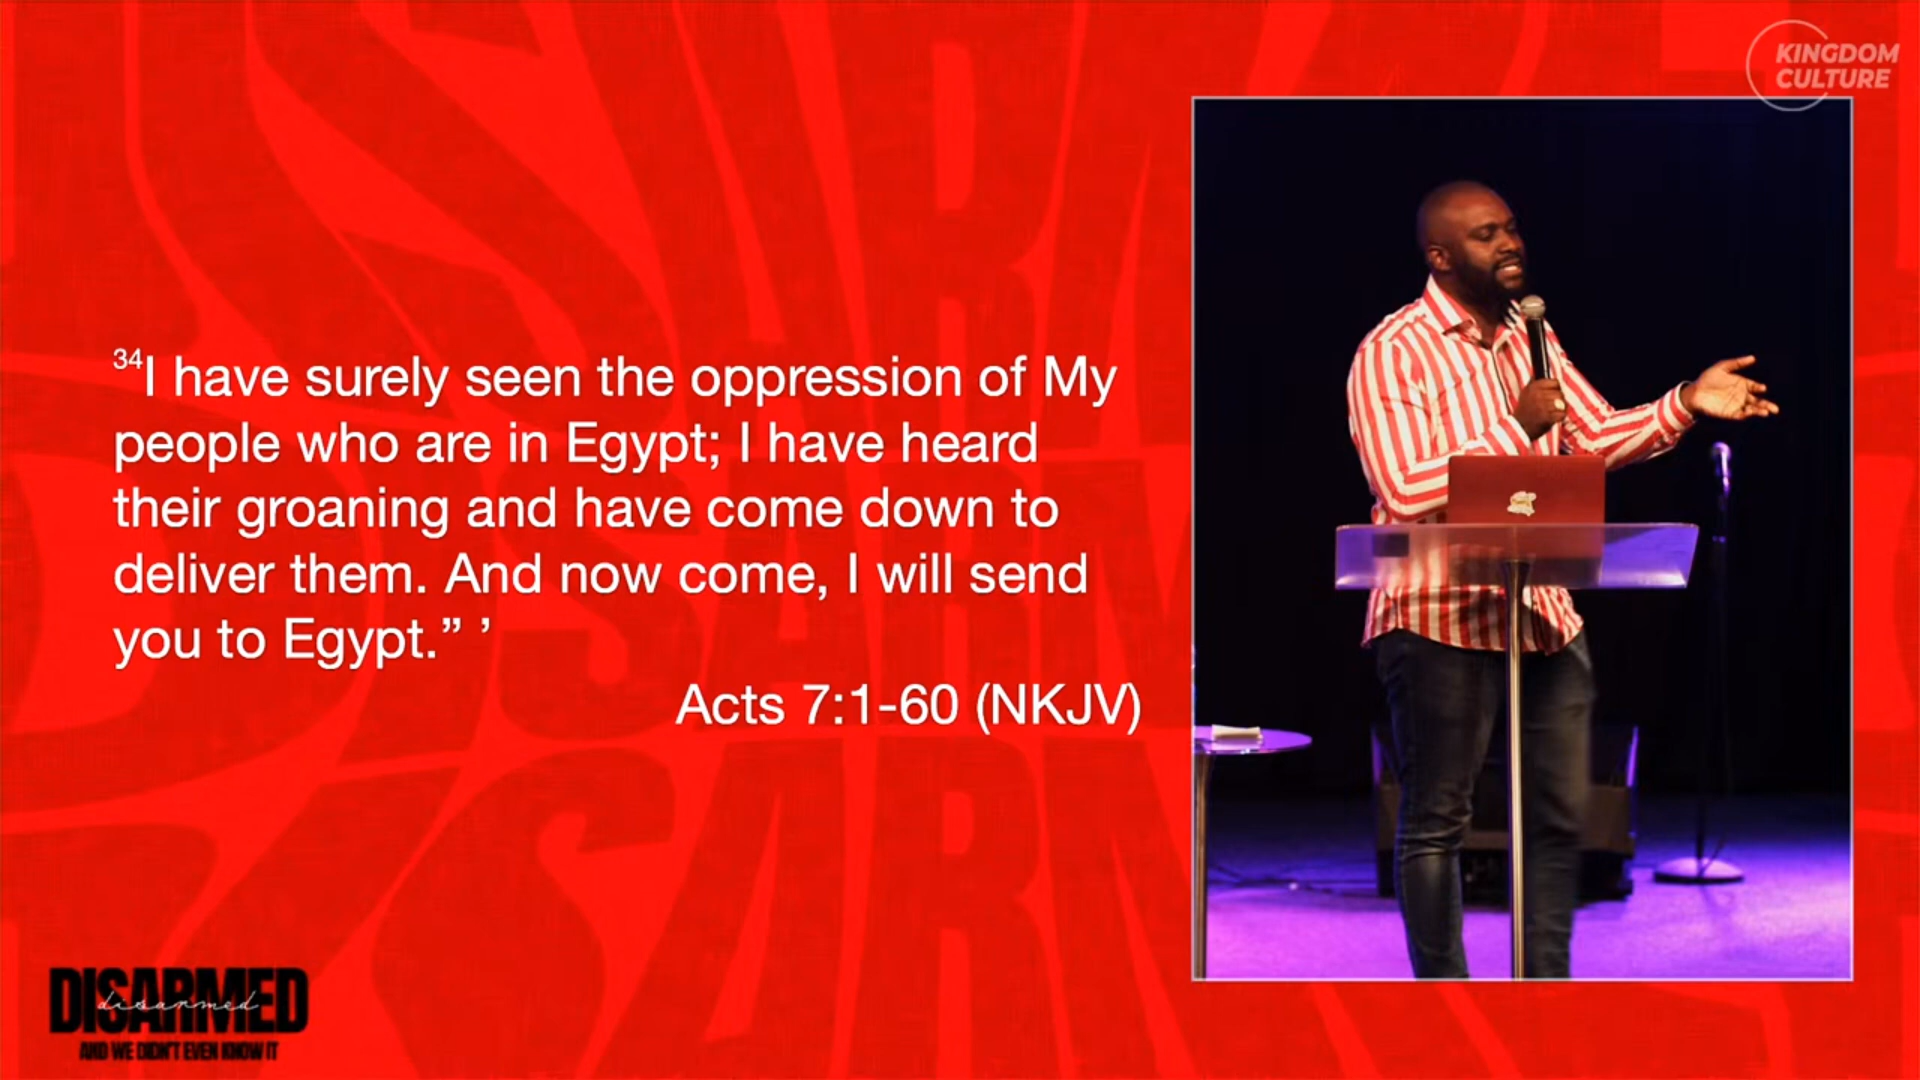 KINGDOM
CULTURE
34I have surely seen the oppression of My
people who are in Egypt; I have heard
their groaning and have come down to
deliver them. And now come, I will send
you to Egypt.” ’
Acts 7:1-60 (NKJV)
DISARMED
disarmed
AND WE DIDN'T EVEN KNOW IT